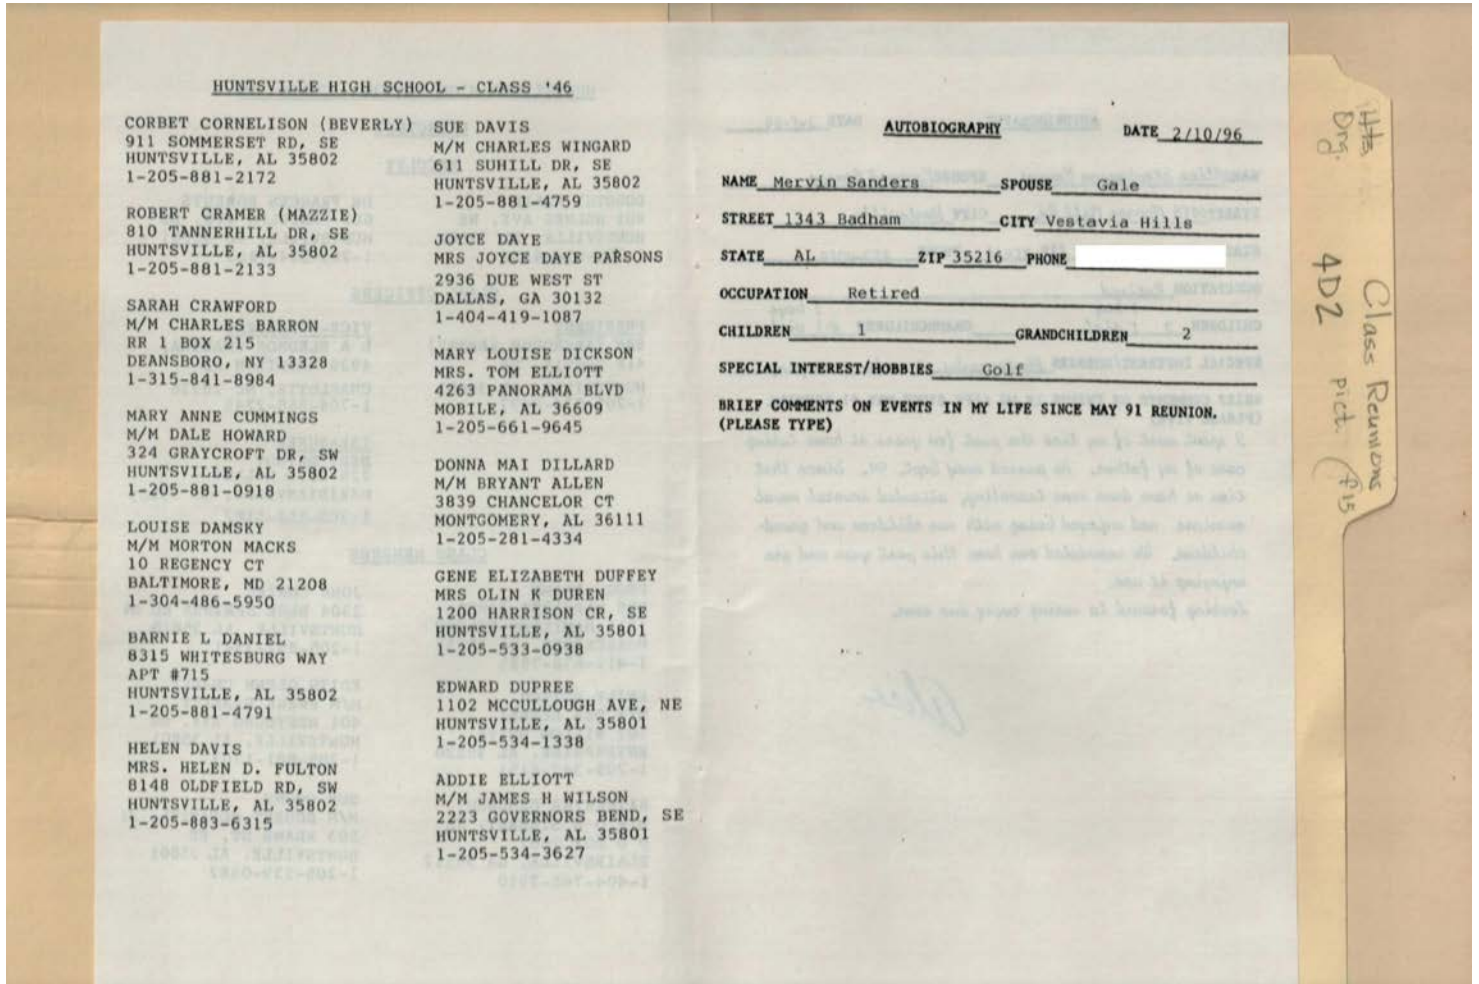 HUNTSVILLE HIGH SCHOOL - CLASS '46
CORBET CORNELISON (BEVERLY)
911 SOMMERSET RD, SE
HUNTSVILLE, AL 35802
1-205-881-2172
ROBERT CRAMER (MAZZIE)
810 TANNERHILL DR, SE
HUNTSVILLE, AL 35802
1-205-881-2133
SARAH CRAWFORD
M/M CHARLES BARRON
RR 1 BOX 215
DEANSBORO, NY 13328
1-315-841-8984
MARY ANNE CUMMINGS
M/M DALE HOWARD
324 GRAYCROFT DR, SW
HUNTSVILLE, AL 35802
1-205-881-0918
LOUISE DAMSKY
M/M MORTON MACKS
10 REGENCY CT
BALTIMORE, MD 21208
1-304-486-5950
BARNIE L DANIEL
8315 WHITESBURG WAY
APT #715
HUNTSVILLE, AL 35802
1-205-881-4791
HELEN DAVIS
MRS. HELEN D. FULTON
8148 OLDFIELD RD, SW
HUNTSVILLE, AL 35802
1-205-883-6315
SUE DAVIS
M/M CHARLES WINGARD
611 SUHILL DR, SE
HUNTSVILLE, AL 35802
1-205-881-4759
JOYCE DAYE
MRS JOYCE DAYE PARSONS
2936 DUE WEST ST
DALLAS, GA 30132
1-404-419-1087
MARY LOUISE DICKSON
MRS. TOM ELLIOTT
4263 PANORAMA BLVD
MOBILE, AL 36609
1-205-661-9645
DONNA MAI DILLARD
M/M BRYANT ALLEN
3839 CHANCELOR CT
MONTGOMERY, AL 36111
1-205-281-4334
GENE ELIZABETH DUFFEY
MRS OLIN K DUREN
1200 HARRISON CR, SE
HUNTSVILLE, AL 35801
1-205-533-0938
EDWARD DUPREE
1102 MCCULLOUGH AVE, NE
HUNTSVILLE, AL 35801
1-205-534-1338
ADDIE ELLIOTT
M/M JAMES H WILSON
2223 GOVERNORS BEND, SE
HUNTSVILLE, AL 35801
1-205-534-3627
AUTOBIOGRAPHY DATE 2/10/96
NAME Mervin Sanders SPOUSE Gale
STREET 1343 Badham CITY Vestavia Hills
STATE AL ZIP 35216 PHONE
OCCUPATION Retired
CHILDREN 1 GRANDCHILDREN 2
SPECIAL INTEREST/HOBBIES Golf
BRIEF COMMENTS ON EVENTS IN MY LIFE SINCE MAY 91 REUNION.
(PLEASE TYPE)
Class Reunions
4D2 pict.